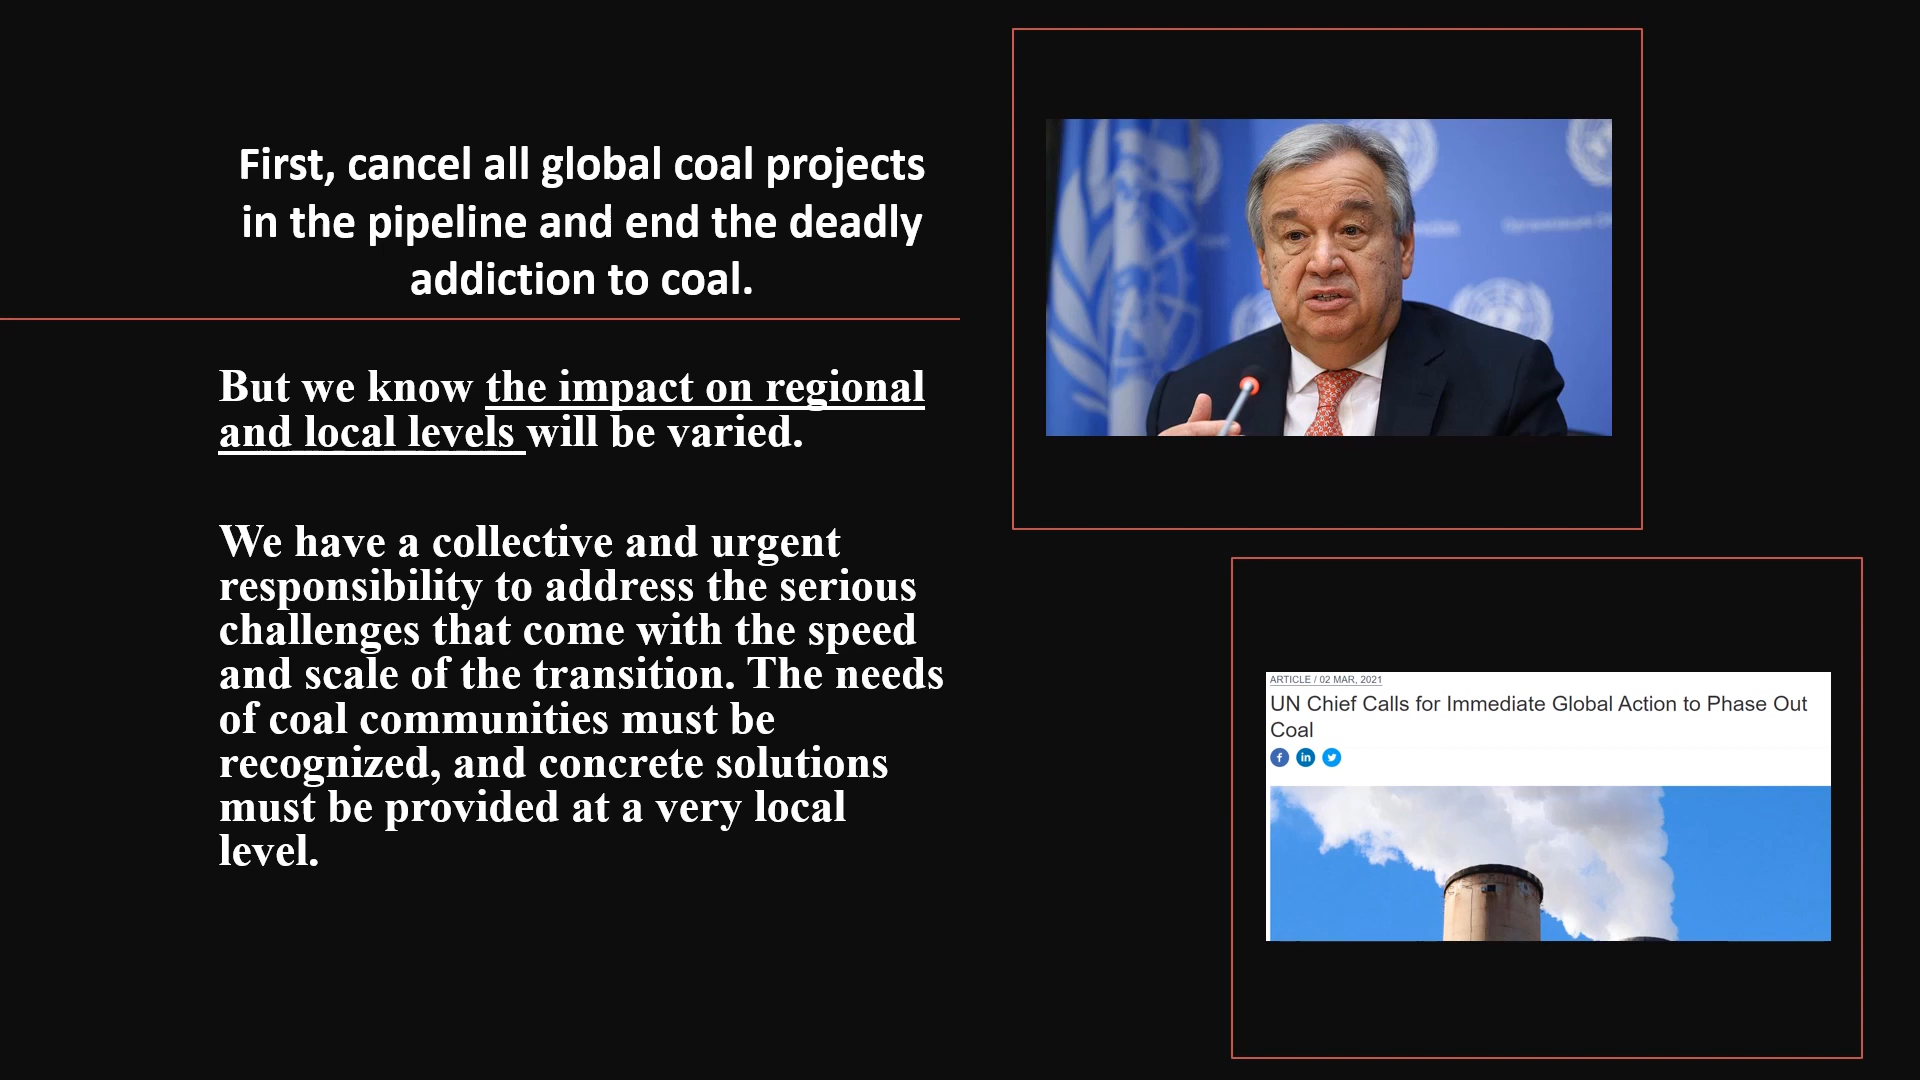 First, cancel all global coal projects
in the pipeline and end the deadly
addiction to coal.
But we know the impact on regional
and local levels will be varied.
We have a collective and urgent
responsibility to address the serious
challenges that come with the speed
and scale of the transition. The needs
of coal communities must be
recognized, and concrete solutions
must be provided at a very local
level.
ARTICLE / 02 MAR, 2021
UN Chief Calls for Immediate Global Action to Phase Out
Coal